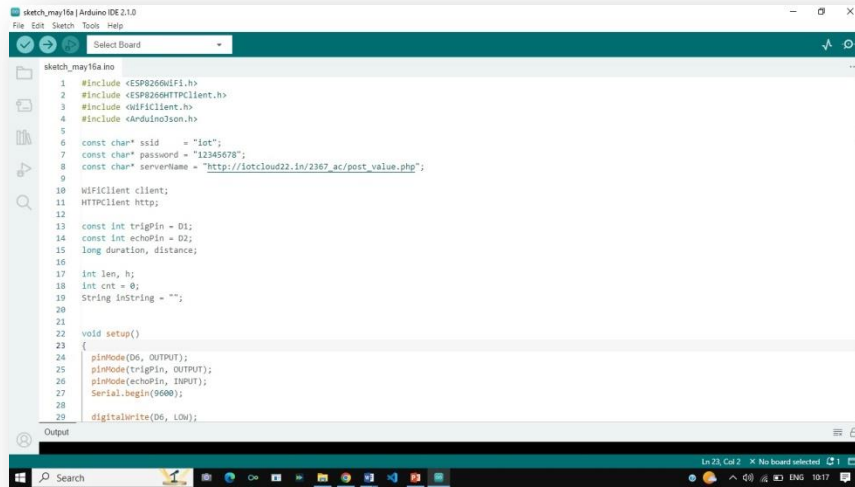 sketch_may16a | Arduino IDE 2.1.0
File Edit Sketch Tools Help
Select Board
sketch_may16a.ino
1 #include <ESP8266WiFi.h>
2 #include <ESP8266HTTPClient.h>
3 #include <WiFiClient.h>
4 #include <ArduinoJson.h>
5
6 const char* ssid     = "iot";
7 const char* password = "12345678";
8 const char* serverName = "http://iotcloud22.in/2367_ac/post_value.php";
9
10 WiFiClient client;
11 HTTPClient http;
12
13 const int trigPin = D1;
14 const int echoPin = D2;
15 long duration, distance;
16
17 int len, h;
18 int cnt = 0;
19 String inString = "";
20
21
22 void setup()
23 {
24   pinMode(D6, OUTPUT);
25   pinMode(trigPin, OUTPUT);
26   pinMode(echoPin, INPUT);
27   Serial.begin(9600);
28
29   digitalWrite(D6, LOW);
Output
Ln 23, Col 2 × No board selected 1
Search
ENG 10:17